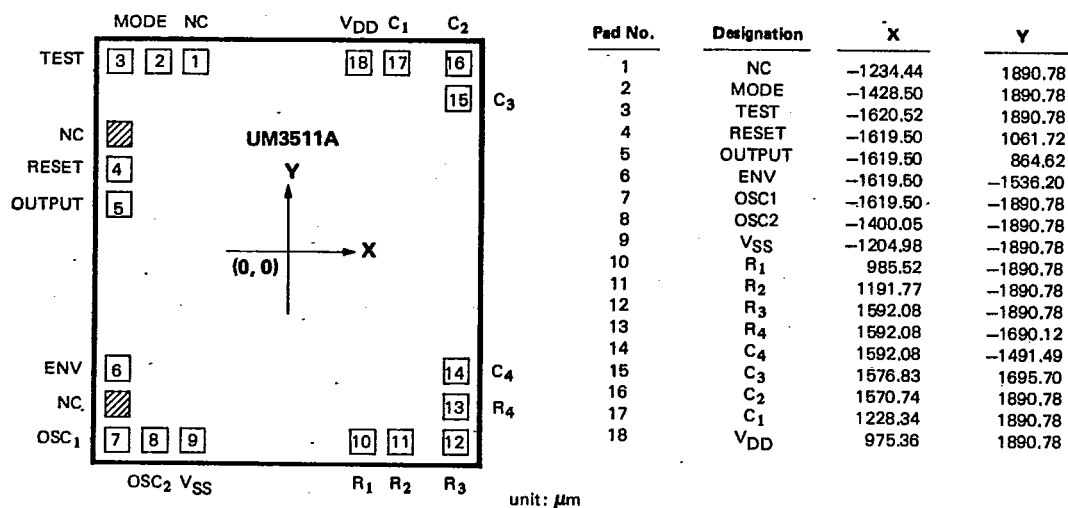 MODE NC V_DD C₁ C₂
TEST 3 2 1 18 17 16
15 C₃
NC
UM3511A
RESET 4
Y
OUTPUT 5
X
(0, 0)
ENV 6 14 C₄
NC 13 R₄
OSC₁ 7 8 9 10 11 12
OSC₂ V_SS R₁ R₂ R₃
unit: μm
Pad No. Designation X Y
1 NC −1234.44 1890.78
2 MODE −1428.50 1890.78
3 TEST −1620.52 1890.78
4 RESET −1619.50 1061.72
5 OUTPUT −1619.50 864.62
6 ENV −1619.50 −1536.20
7 OSC1 −1619.50 −1890.78
8 OSC2 −1400.05 −1890.78
9 V_SS −1204.98 −1890.78
10 R₁ 985.52 −1890.78
11 R₂ 1191.77 −1890.78
12 R₃ 1592.08 −1890.78
13 R₄ 1592.08 −1690.12
14 C₄ 1592.08 −1491.49
15 C₃ 1576.83 1695.70
16 C₂ 1570.74 1890.78
17 C₁ 1228.34 1890.78
18 V_DD 975.36 1890.78